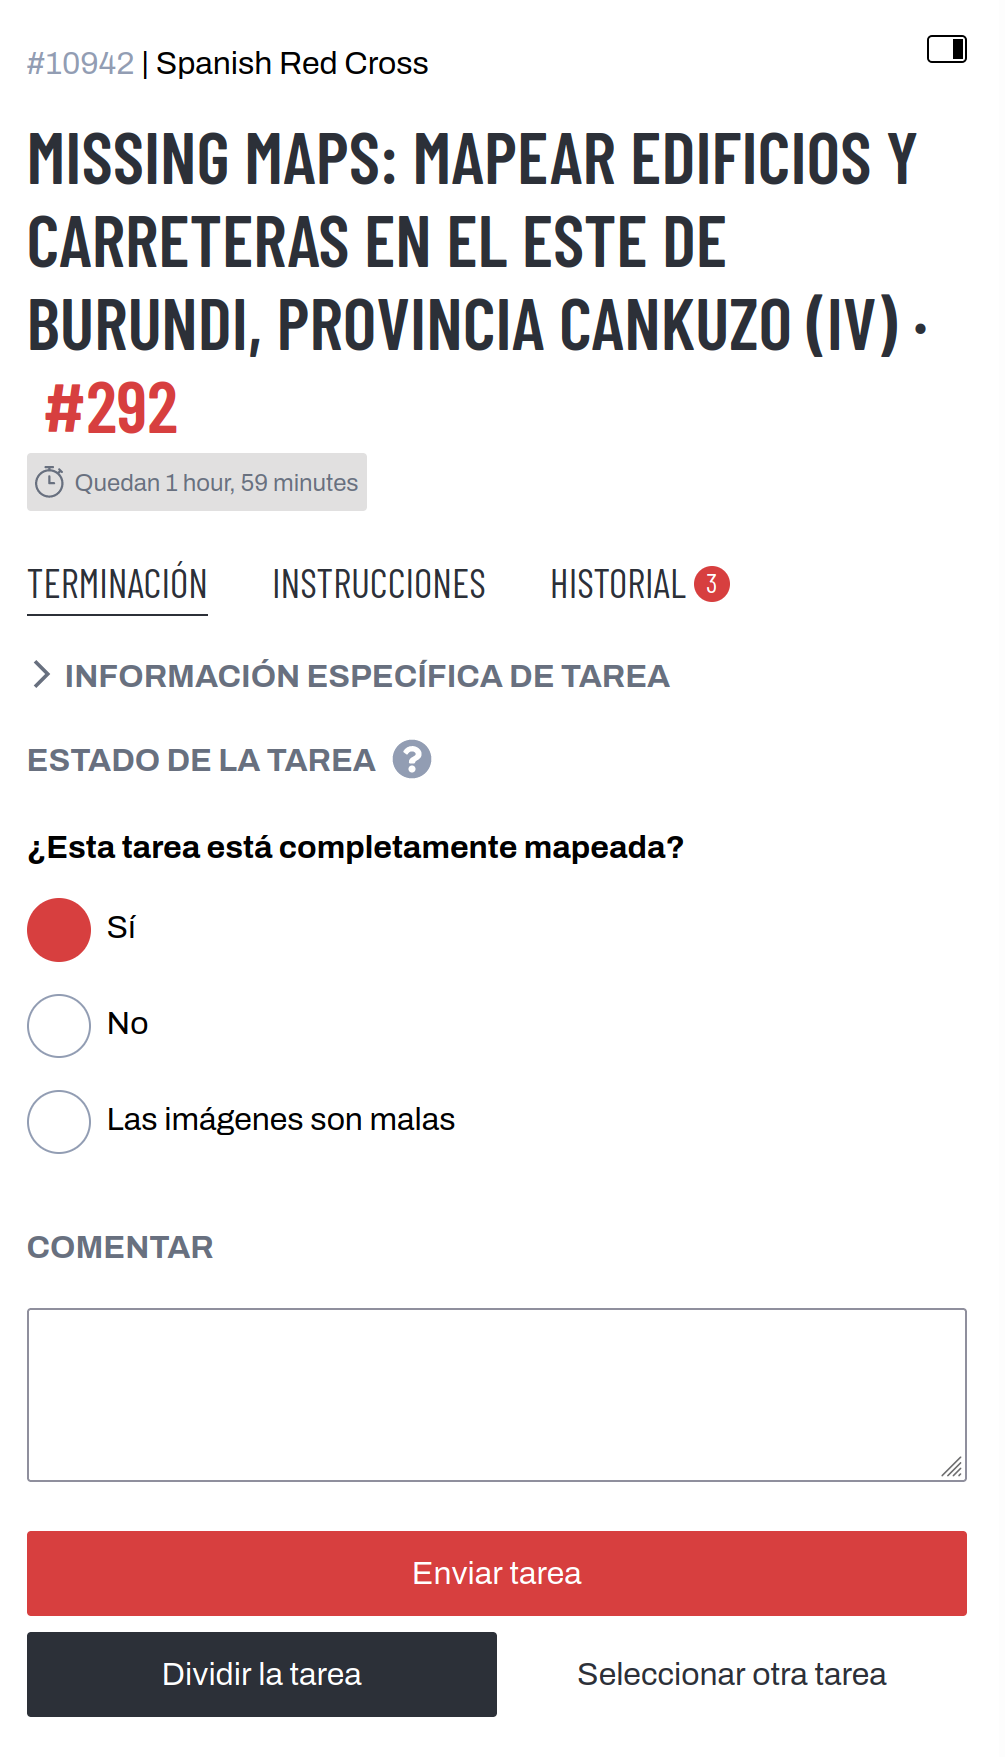 #10942 | Spanish Red Cross
MISSING MAPS: MAPEAR EDIFICIOS Y
CARRETERAS EN EL ESTE DE
BURUNDI, PROVINCIA CANKUZO (IV) ·
#292
Quedan 1 hour, 59 minutes
TERMINACIÓN INSTRUCCIONES HISTORIAL 3
INFORMACIÓN ESPECÍFICA DE TAREA
ESTADO DE LA TAREA ?
¿Esta tarea está completamente mapeada?
Sí
No
Las imágenes son malas
COMENTAR
Enviar tarea
Dividir la tarea Seleccionar otra tarea